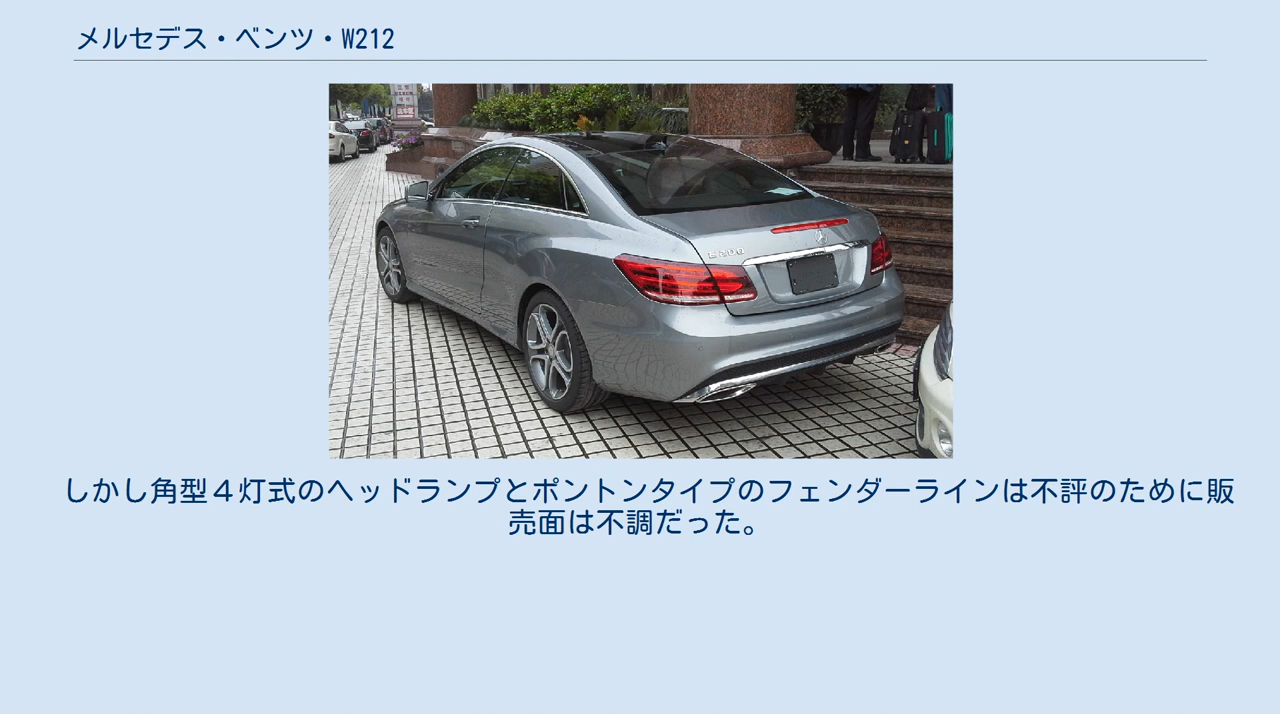 メルセデス・ベンツ・W212
しかし角型４灯式のヘッドランプとポントンタイプのフェンダーラインは不評のために販
売面は不調だった。